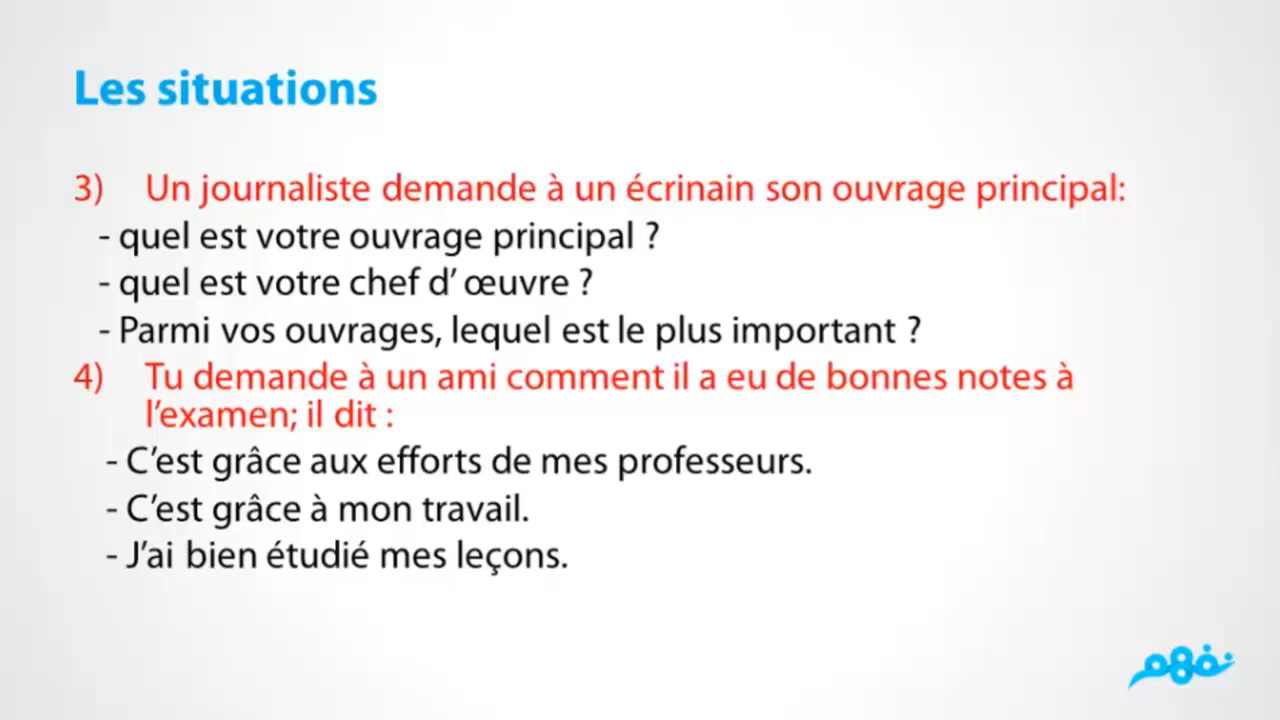 Les situations
3) Un journaliste demande à un écrinain son ouvrage principal:
- quel est votre ouvrage principal ?
- quel est votre chef d’ œuvre ?
- Parmi vos ouvrages, lequel est le plus important ?
4) Tu demande à un ami comment il a eu de bonnes notes à
l’examen; il dit :
- C’est grâce aux efforts de mes professeurs.
- C’est grâce à mon travail.
- J’ai bien étudié mes leçons.
نفهم